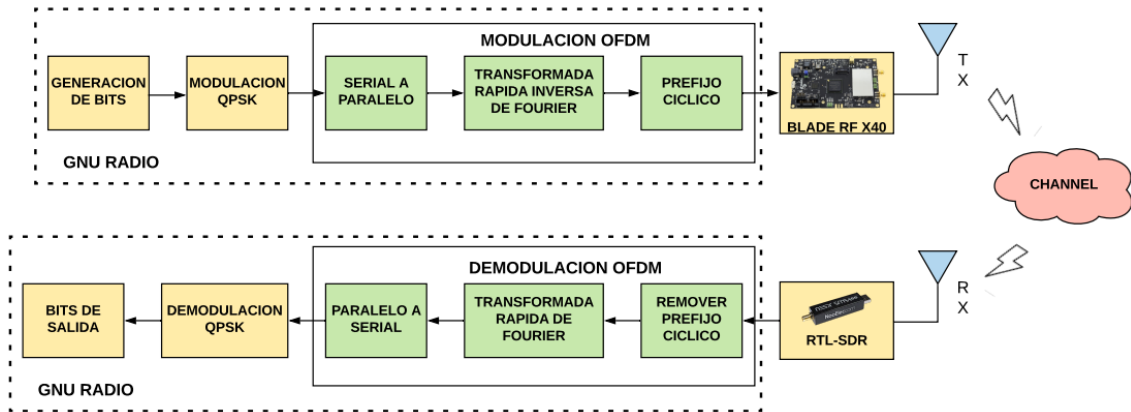 MODULACION OFDM
GENERACION
DE BITS
MODULACION
QPSK
SERIAL A
PARALELO
TRANSFORMADA
RAPIDA INVERSA
DE FOURIER
PREFIJO
CICLICO
BLADE RF X40
T
X
GNU RADIO
CHANNEL
DEMODULACION OFDM
BITS DE
SALIDA
DEMODULACION
QPSK
PARALELO A
SERIAL
TRANSFORMADA
RAPIDA DE
FOURIER
REMOVER
PREFIJO
CICLICO
RTL-SDR
R
X
GNU RADIO